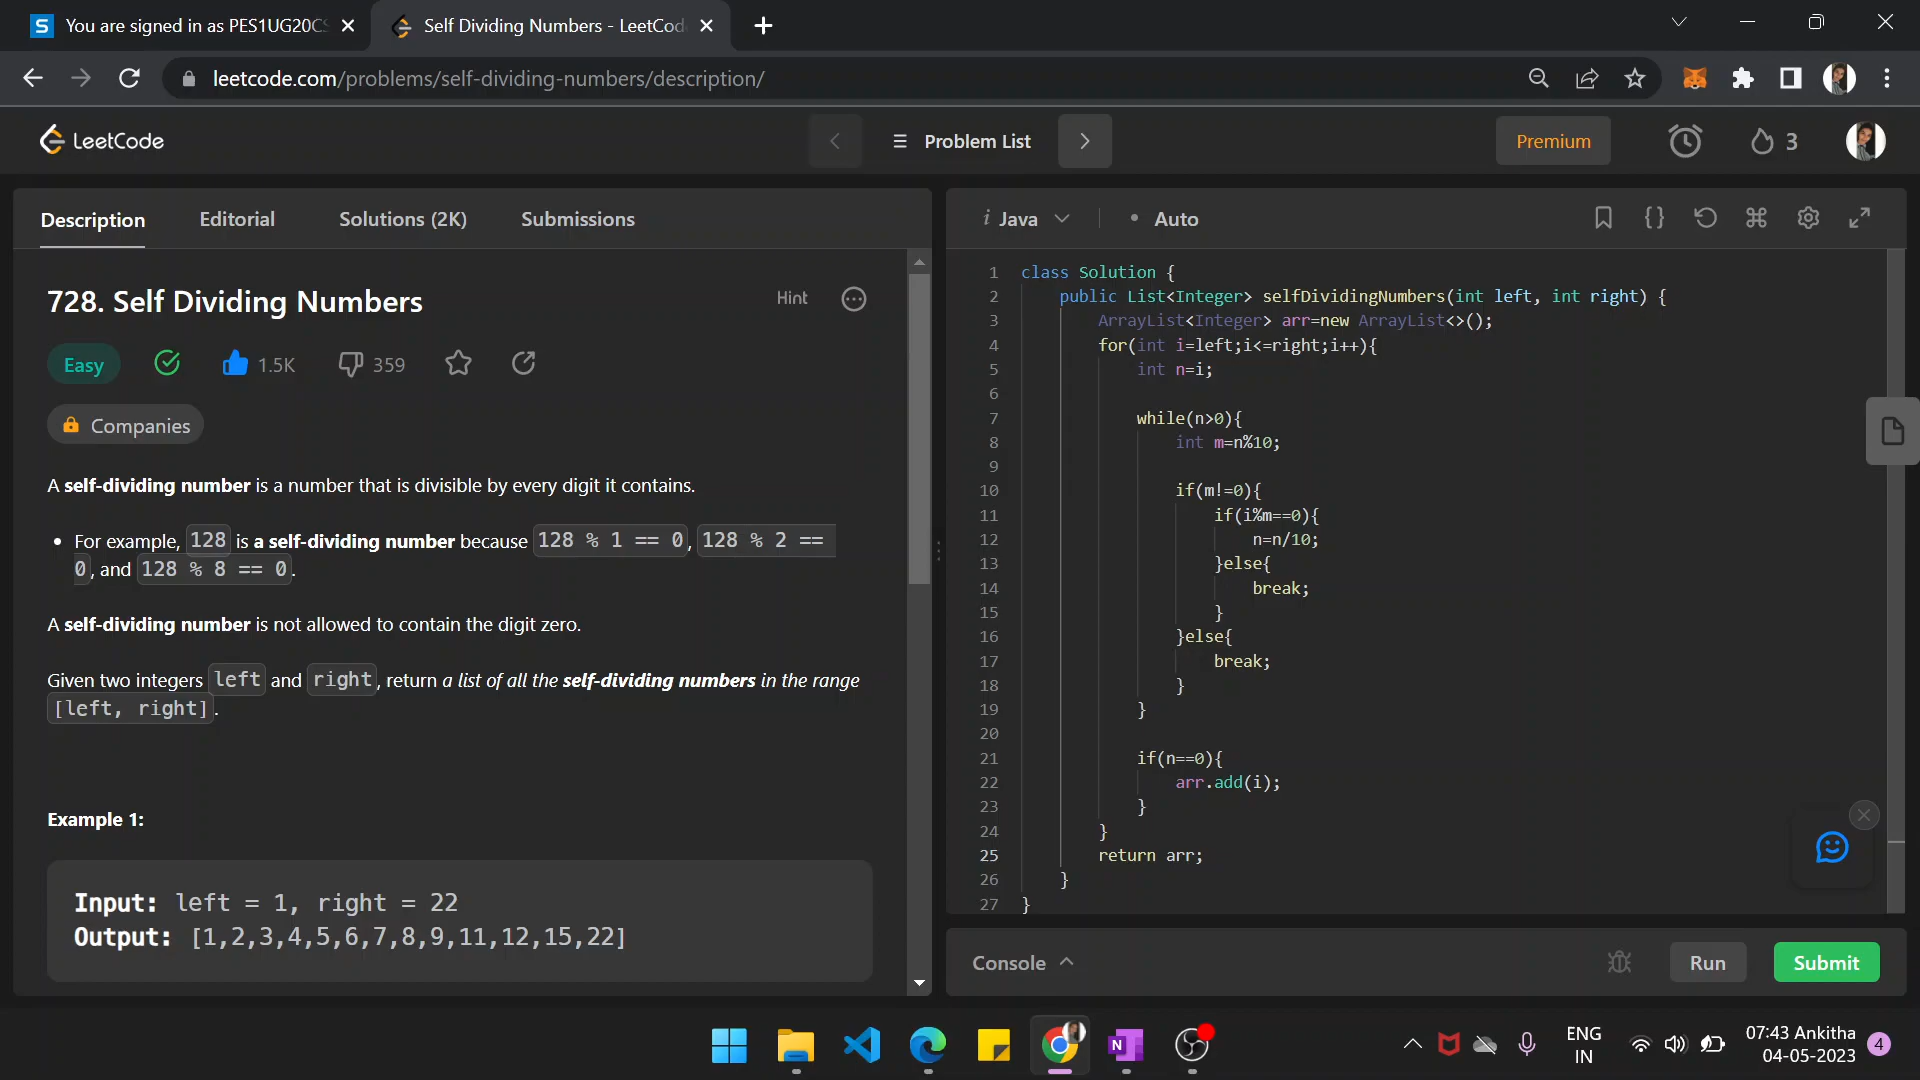 You are signed in as PES1UG20CS
Self Dividing Numbers - LeetCod
leetcode.com/problems/self-dividing-numbers/description/
LeetCode
Problem List
Premium
3
Description Editorial Solutions (2K) Submissions
728. Self Dividing Numbers
Hint
Easy 1.5K 359
Companies
A self-dividing number is a number that is divisible by every digit it contains.
• For example, 128 is a self-dividing number because 128 % 1 == 0, 128 % 2 ==
0, and 128 % 8 == 0.
A self-dividing number is not allowed to contain the digit zero.
Given two integers left and right, return a list of all the self-dividing numbers in the range
[left, right].
Example 1:
Input: left = 1, right = 22
Output: [1,2,3,4,5,6,7,8,9,11,12,15,22]
i Java • Auto
1 class Solution {
2 public List<Integer> selfDividingNumbers(int left, int right) {
3 ArrayList<Integer> arr=new ArrayList<>();
4 for(int i=left;i<=right;i++){
5 int n=i;
6
7 while(n>0){
8 int m=n%10;
9
10 if(m!=0){
11 if(i%m==0){
12 n=n/10;
13 }else{
14 break;
15 }
16 }else{
17 break;
18 }
19 }
20
21 if(n==0){
22 arr.add(i);
23 }
24 }
25 return arr;
26 }
27 }
Console
Run
Submit
ENG
IN
07:43 Ankitha
04-05-2023
4